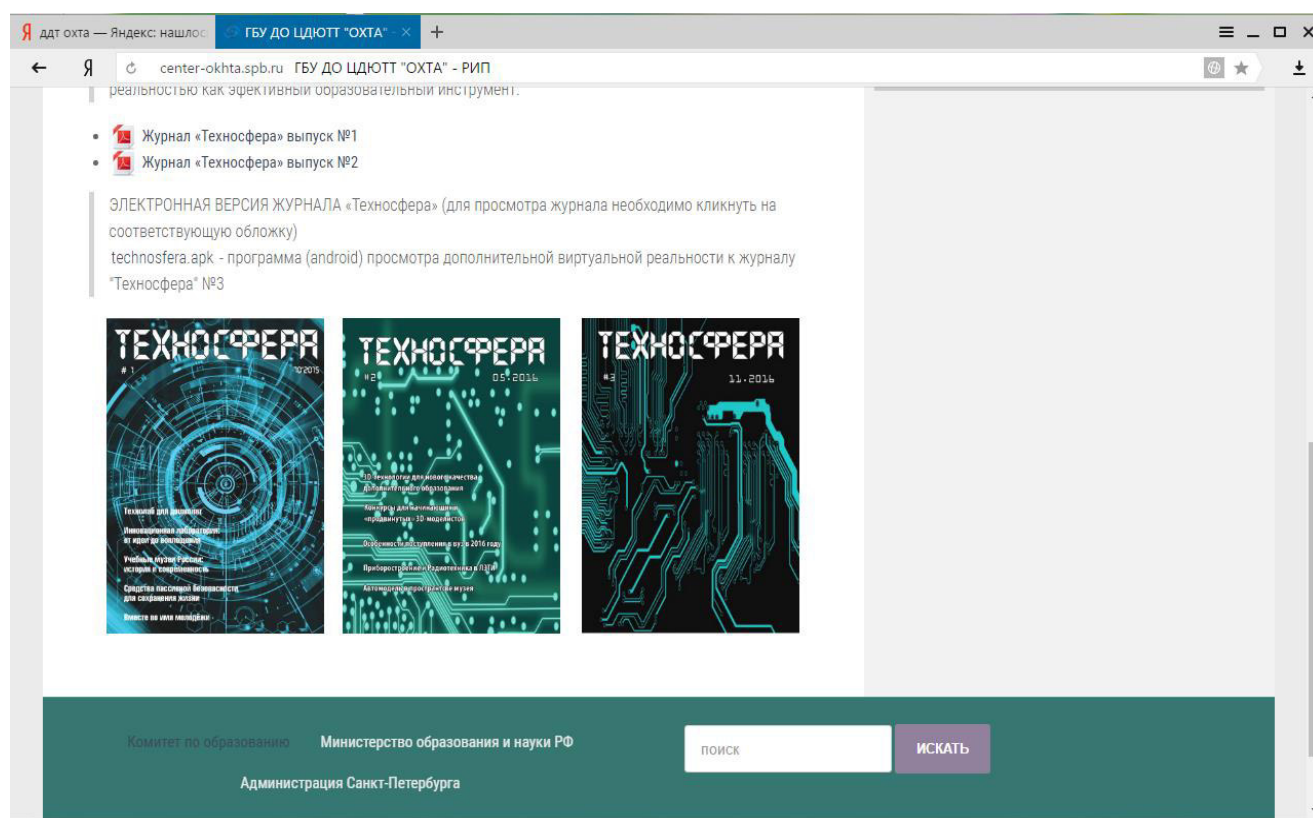 Я ддт охта — Яндекс: нашлос
ГБУ ДО ЦДЮТТ "ОХТА" -
Я center-okhta.spb.ru ГБУ ДО ЦДЮТТ "ОХТА" - РИП
реальностью как эфективный образовательный инструмент.
Журнал «Техносфера» выпуск №1
Журнал «Техносфера» выпуск №2
ЭЛЕКТРОННАЯ ВЕРСИЯ ЖУРНАЛА «Техносфера» (для просмотра журнала необходимо кликнуть на
соответствующую обложку)
technosfera.apk - программа (android) просмотра дополнительной виртуальной реальности к журналу
"Техносфера" №3
ТЕХНОСФЕРА
# 1 10'2015
Техношаб для
Инновационная лаборатория:
от идеи до воплощения
Учебные музеи России:
история и современность
Средства пассивной безопасности
для сохранения жизни
Вместе во имя молодёжи
ТЕХНОСФЕРА
#2 05.2016
3D-технологии для нового качества
дополнительного образования
Конкурсы для начинающих и
«продвинутых» 3D-моделистов
Особенности поступления в вуз в 2016 году
Приборостроение и Радиотехника в ЛЭТИ
Автомодели в пространстве музея
ТЕХНОСФЕРА
#3 11.2016
Комитет по образованию Министерство образования и науки РФ
Администрация Санкт-Петербурга
поиск
ИСКАТЬ